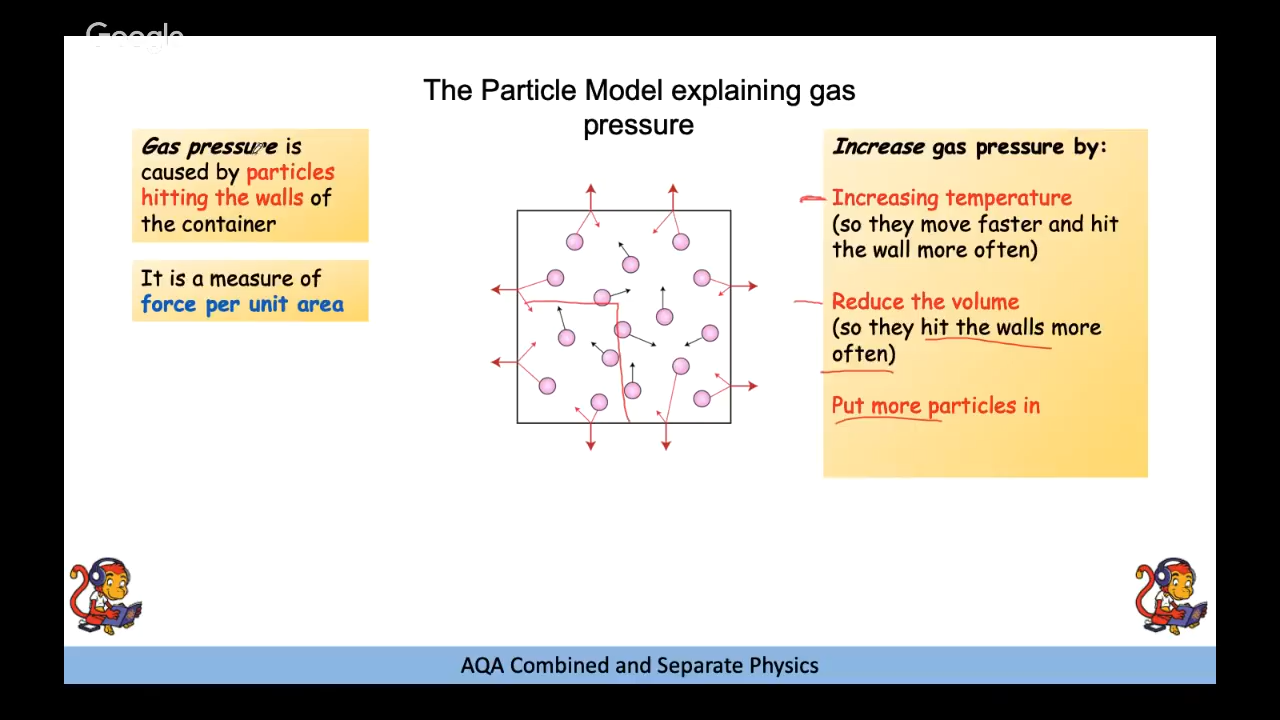 Google
The Particle Model explaining gas
pressure
Gas pressure is
caused by particles
hitting the walls of
the container
It is a measure of
force per unit area
Increase gas pressure by:
Increasing temperature
(so they move faster and hit
the wall more often)
Reduce the volume
(so they hit the walls more
often)
Put more particles in
AQA Combined and Separate Physics